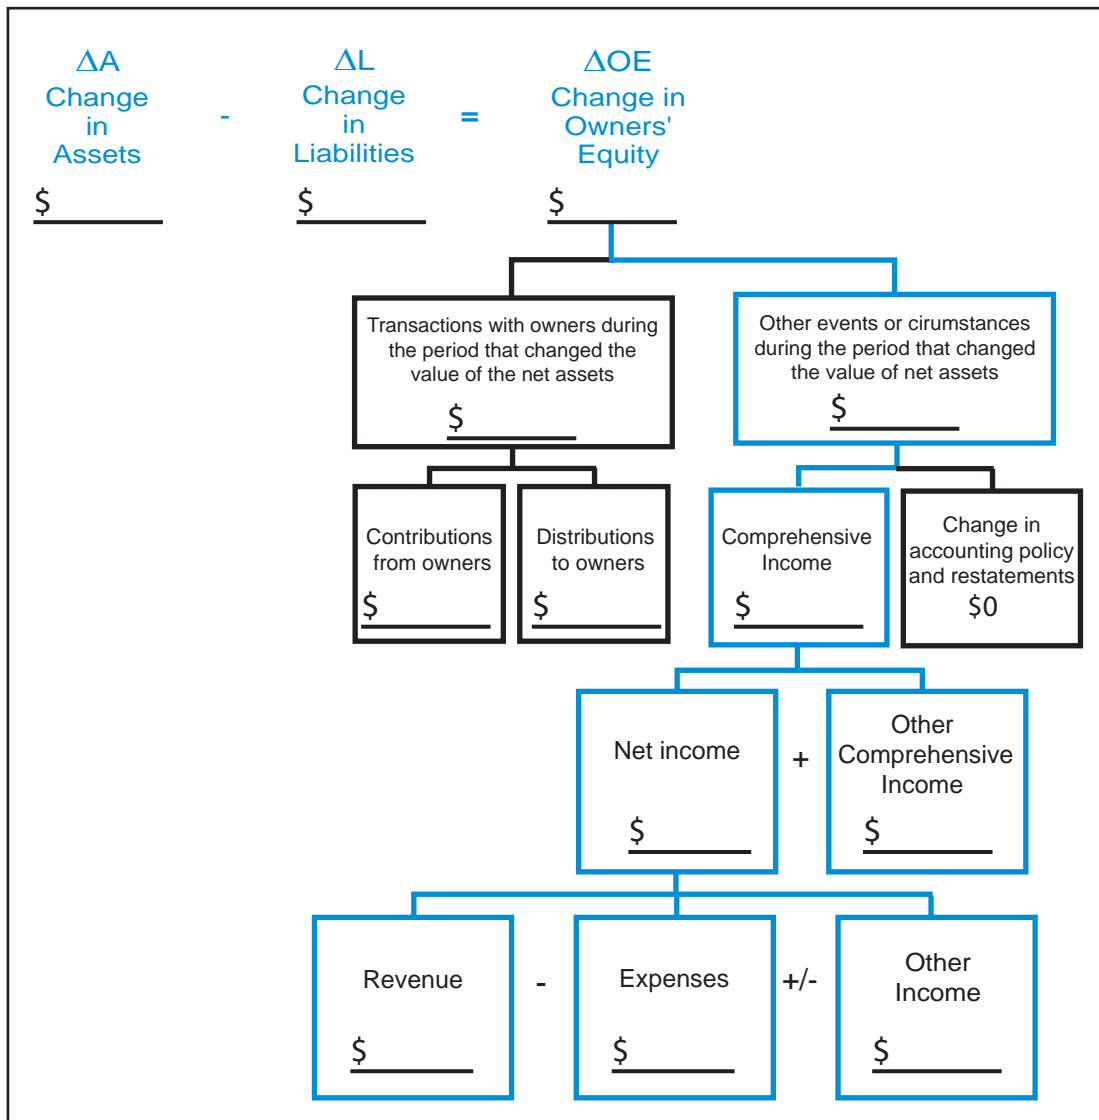 ΔA
Change
in
Assets
-
ΔL
Change
in
Liabilities
=
ΔOE
Change in
Owners'
Equity
$
$
$
Transactions with owners during
the period that changed the
value of the net assets
$
Other events or cirumstances
during the period that changed
the value of net assets
$
Contributions
from owners
$
Distributions
to owners
$
Comprehensive
Income
$
Change in
accounting policy
and restatements
$0
Net income
$
+
Other
Comprehensive
Income
$
Revenue
$
-
Expenses
$
+/-
Other
Income
$